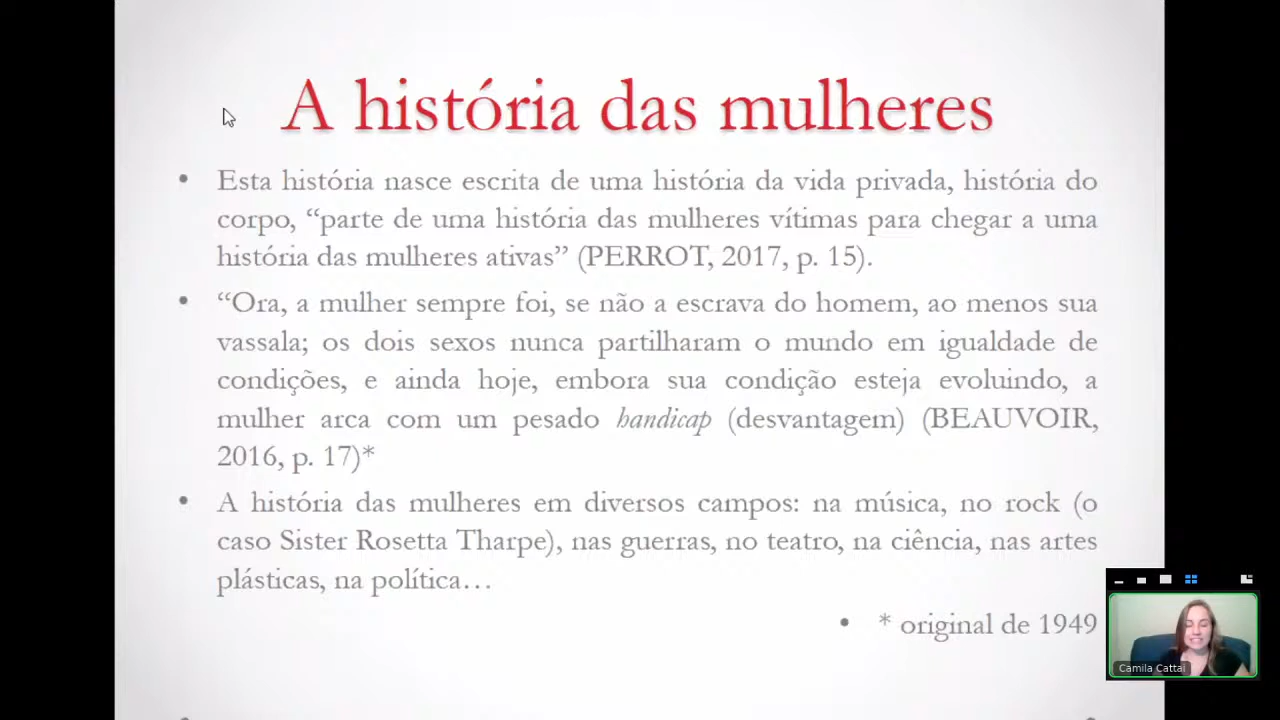 A história das mulheres
• Esta história nasce escrita de uma história da vida privada, história do
corpo, “parte de uma história das mulheres vítimas para chegar a uma
história das mulheres ativas” (PERROT, 2017, p. 15).
• “Ora, a mulher sempre foi, se não a escrava do homem, ao menos sua
vassala; os dois sexos nunca partilharam o mundo em igualdade de
condições, e ainda hoje, embora sua condição esteja evoluindo, a
mulher arca com um pesado handicap (desvantagem) (BEAUVOIR,
2016, p. 17)*
• A história das mulheres em diversos campos: na música, no rock (o
caso Sister Rosetta Tharpe), nas guerras, no teatro, na ciência, nas artes
plásticas, na política…
• * original de 1949
Camila Cattai